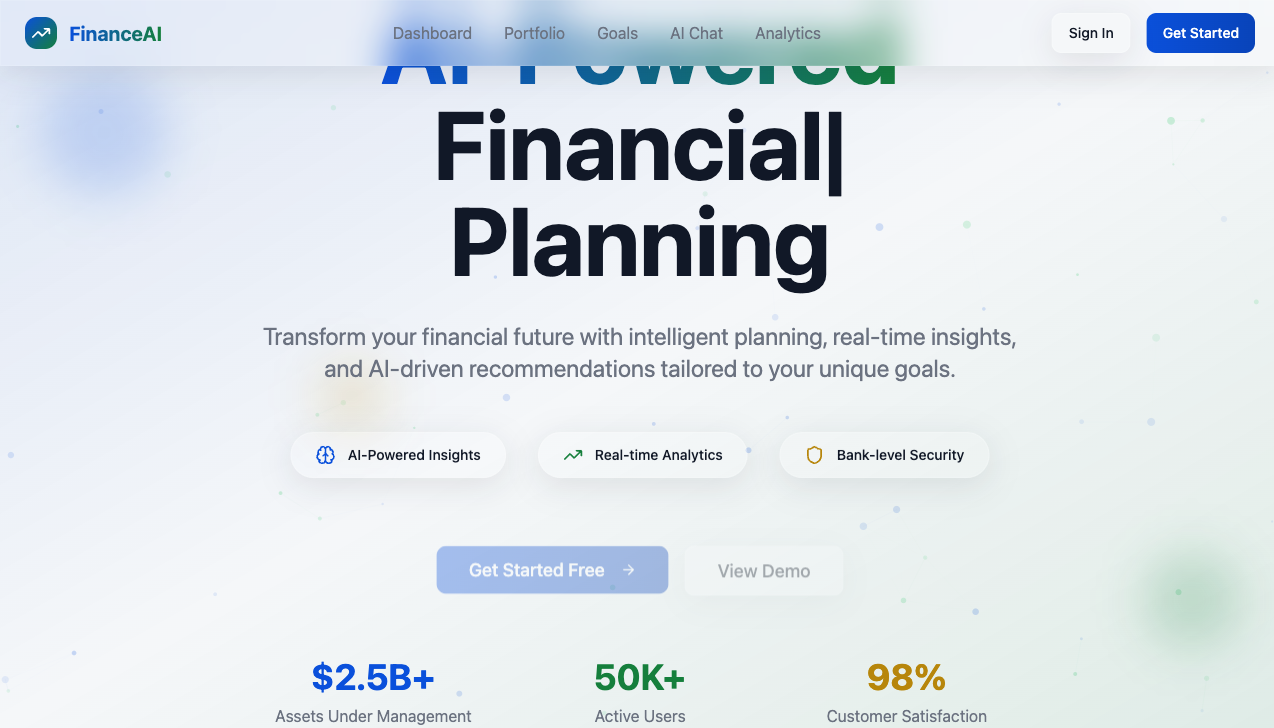 FinanceAI
Dashboard
Portfolio
Goals
AI Chat
Analytics
Sign In
Get Started
AI-Powered
Financial|
Planning
Transform your financial future with intelligent planning, real-time insights,
and AI-driven recommendations tailored to your unique goals.
AI-Powered Insights
Real-time Analytics
Bank-level Security
Get Started Free
View Demo
$2.5B+
50K+
98%
Assets Under Management
Active Users
Customer Satisfaction